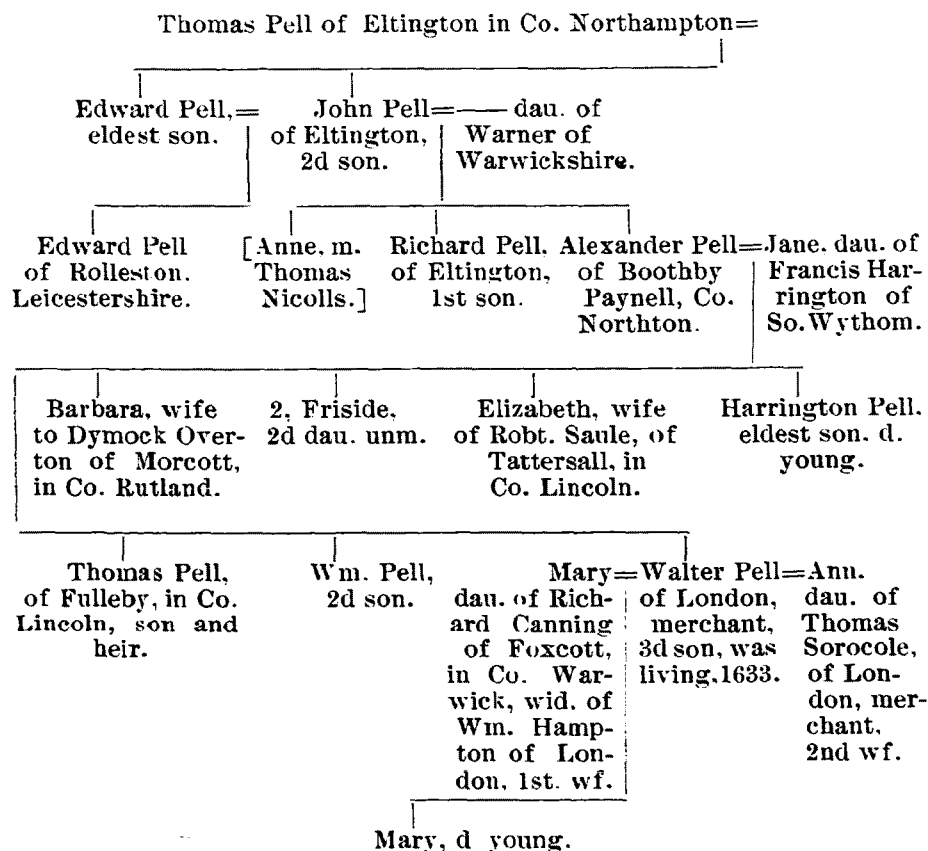 Thomas Pell of Eltington in Co. Northampton=
Edward Pell,=
eldest son.
John Pell=—— dau. of
of Eltington,
2d son.
Warner of
Warwickshire.
Edward Pell
of Rolleston.
Leicestershire.
[Anne, m.
Thomas
Nicolls.]
Richard Pell,
of Eltington,
1st son.
Alexander Pell=Jane. dau. of
of Boothby
Paynell, Co.
Northton.
Francis Har-
rington of
So.Wythom.
Barbara, wife
to Dymock Over-
ton of Morcott,
in Co. Rutland.
2, Friside,
2d dau. unm.
Elizabeth, wife
of Robt. Saule, of
Tattersall, in
Co. Lincoln.
Harrington Pell.
eldest son. d.
young.
Thomas Pell,
of Fulleby, in Co.
Lincoln, son and
heir.
Wm. Pell,
2d son.
Mary=Walter Pell=Ann.
dau. of Rich-
ard Canning
of Foxcott,
in Co. War-
wick, wid. of
Wm. Hamp-
ton of Lon-
don, 1st. wf.
of London,
merchant,
3d son, was
living.1633.
dau. of
Thomas
Sorocole,
of Lon-
don, mer-
chant,
2nd wf.
Mary, d young.